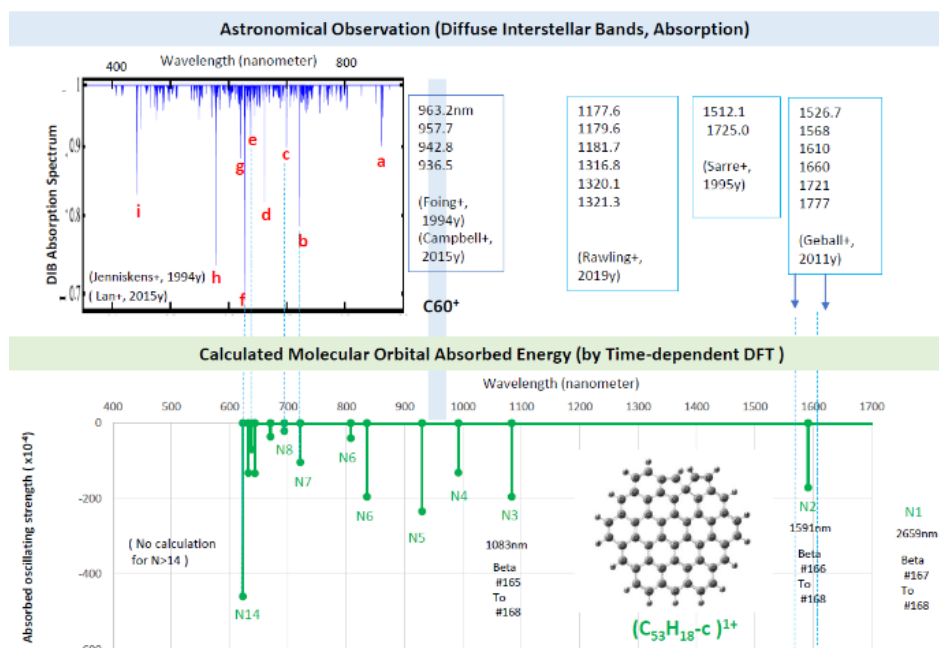 Astronomical Observation (Diffuse Interstellar Bands, Absorption)
Wavelength (nanometer)
400
800
DIB Absorption Spectrum
1
0.9
0.8
0.7
a
b
c
d
e
f
g
h
i
(Jenniskens+, 1994y)
( Lan+, 2015y)
963.2nm
957.7
942.8
936.5
(Foing+,
1994y)
(Campbell+,
2015y)
C60⁺
1177.6
1179.6
1181.7
1316.8
1320.1
1321.3
(Rawling+,
2019y)
1512.1
1725.0
(Sarre+,
1995y)
1526.7
1568
1610
1660
1721
1777
(Geball+,
2011y)
Calculated Molecular Orbital Absorbed Energy (by Time-dependent DFT )
Wavelength (nanometer)
400 500 600 700 800 900 1000 1100 1200 1300 1400 1500 1600 1700
Absorbed oscillating strength ( x10⁻⁴)
0
-200
-400
-600
( No calculation
for N>14 )
N14
N8
N7
N6
N6
N5
N4
N3
1083nm
Beta
#165
To
#168
N2
1591nm
Beta
#166
To
#168
N1
2659nm
Beta
#167
To
#168
(C₅₃H₁₈-c )¹⁺